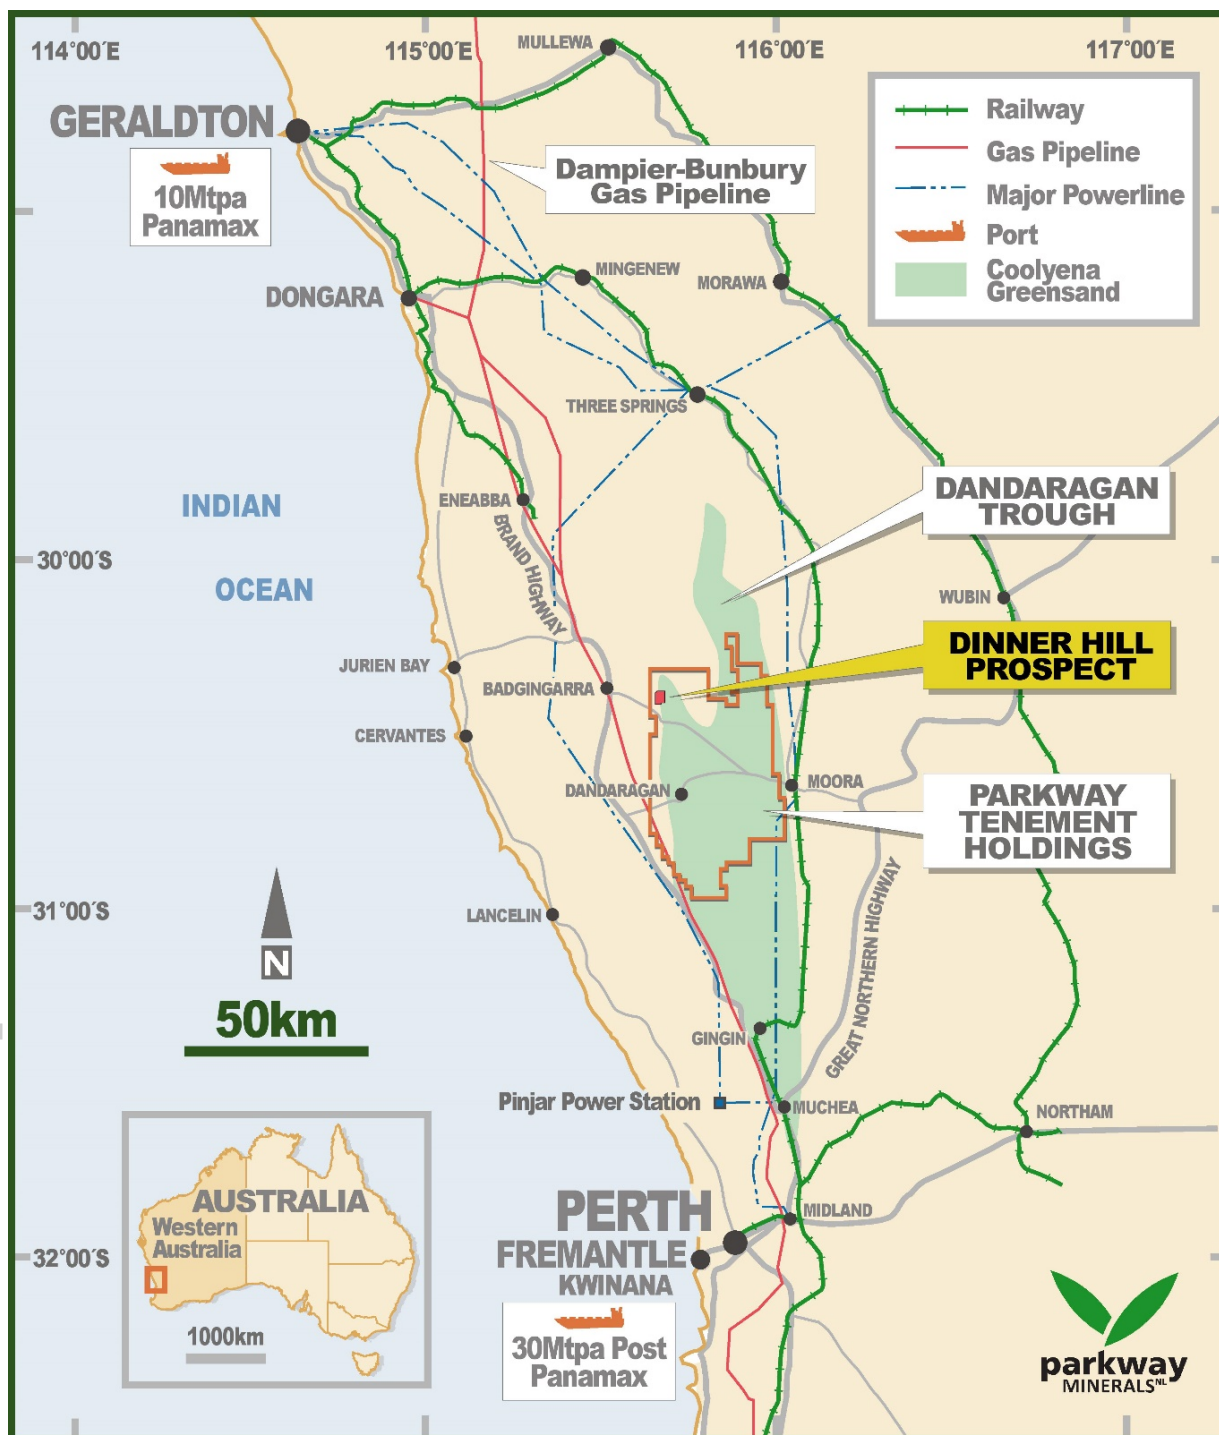 114°00´E
115°00´E
116°00´E
117°00´E
MULLEWA
GERALDTON
10Mtpa
Panamax
Dampier-Bunbury
Gas Pipeline
Railway
Gas Pipeline
Major Powerline
Port
Coolyena
Greensand
MINGENEW
MORAWA
DONGARA
THREE SPRINGS
DANDARAGAN
TROUGH
INDIAN
OCEAN
ENEABBA
BRAND HIGHWAY
30°00´S
WUBIN
DINNER HILL
PROSPECT
JURIEN BAY
BADGINGARRA
CERVANTES
DANDARAGAN
MOORA
PARKWAY
TENEMENT
HOLDINGS
31°00´S
LANCELIN
GREAT NORTHERN HIGHWAY
N
50km
GINGIN
Pinjar Power Station
MUCHEA
NORTHAM
AUSTRALIA
Western
Australia
1000km
PERTH
MIDLAND
FREMANTLE
KWINANA
32°00´S
30Mtpa Post
Panamax
parkway
MINERALS NL